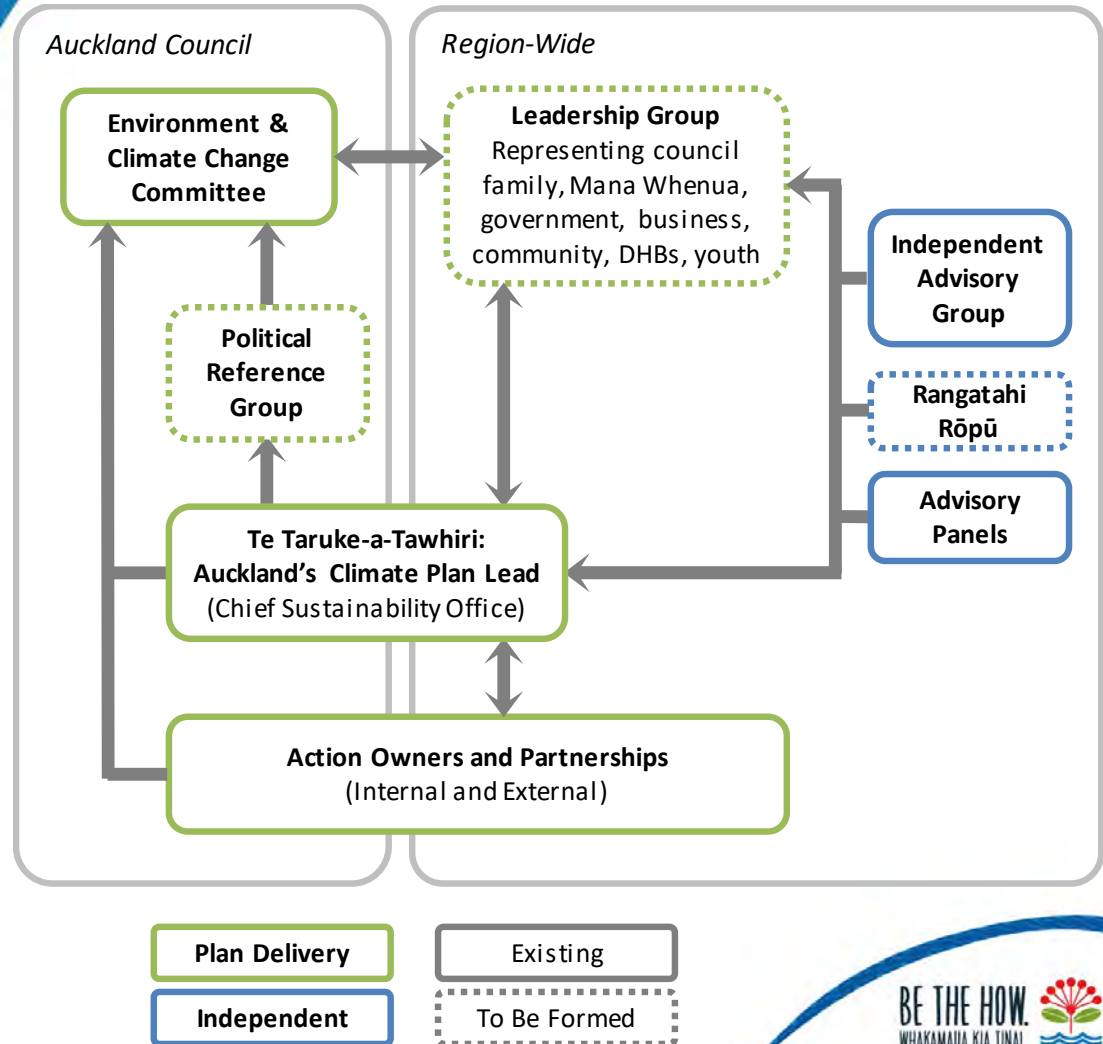 Auckland Council
Region-Wide
Environment &
Climate Change
Committee
Leadership Group
Representing council
family, Mana Whenua,
government, business,
community, DHBs, youth
Independent
Advisory
Group
Political
Reference
Group
Rangatahi
Rōpū
Advisory
Panels
Te Taruke-a-Tawhiri:
Auckland's Climate Plan Lead
(Chief Sustainability Office)
Action Owners and Partnerships
(Internal and External)
Plan Delivery
Existing
Independent
To Be Formed
BE THE HOW.